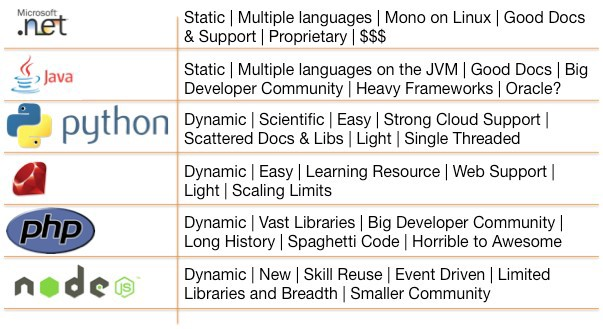 Microsoft
.net
Static | Multiple languages | Mono on Linux | Good Docs
& Support | Proprietary | $$$
Java
Static | Multiple languages on the JVM | Good Docs | Big
Developer Community | Heavy Frameworks | Oracle?
python
Dynamic | Scientific | Easy | Strong Cloud Support |
Scattered Docs & Libs | Light | Single Threaded
Dynamic | Easy | Learning Resource | Web Support |
Light | Scaling Limits
php
Dynamic | Vast Libraries | Big Developer Community |
Long History | Spaghetti Code | Horrible to Awesome
node JS
Dynamic | New | Skill Reuse | Event Driven | Limited
Libraries and Breadth | Smaller Community